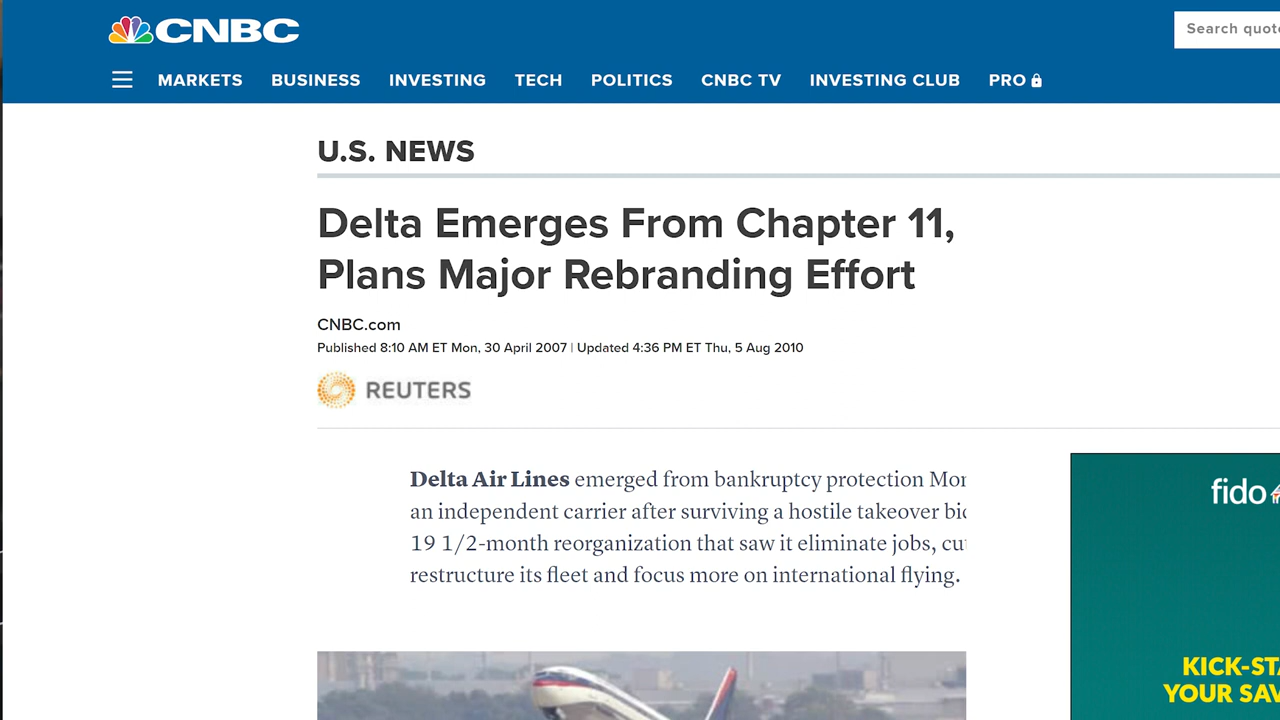 CNBC
Search quot
MARKETS BUSINESS INVESTING TECH POLITICS CNBC TV INVESTING CLUB PRO
U.S. NEWS
Delta Emerges From Chapter 11,
Plans Major Rebranding Effort
CNBC.com
Published 8:10 AM ET Mon, 30 April 2007 | Updated 4:36 PM ET Thu, 5 Aug 2010
REUTERS
Delta Air Lines emerged from bankruptcy protection Mon
an independent carrier after surviving a hostile takeover bid
19 1/2-month reorganization that saw it eliminate jobs, cut
restructure its fleet and focus more on international flying.
fido
KICK-STA
YOUR SAV